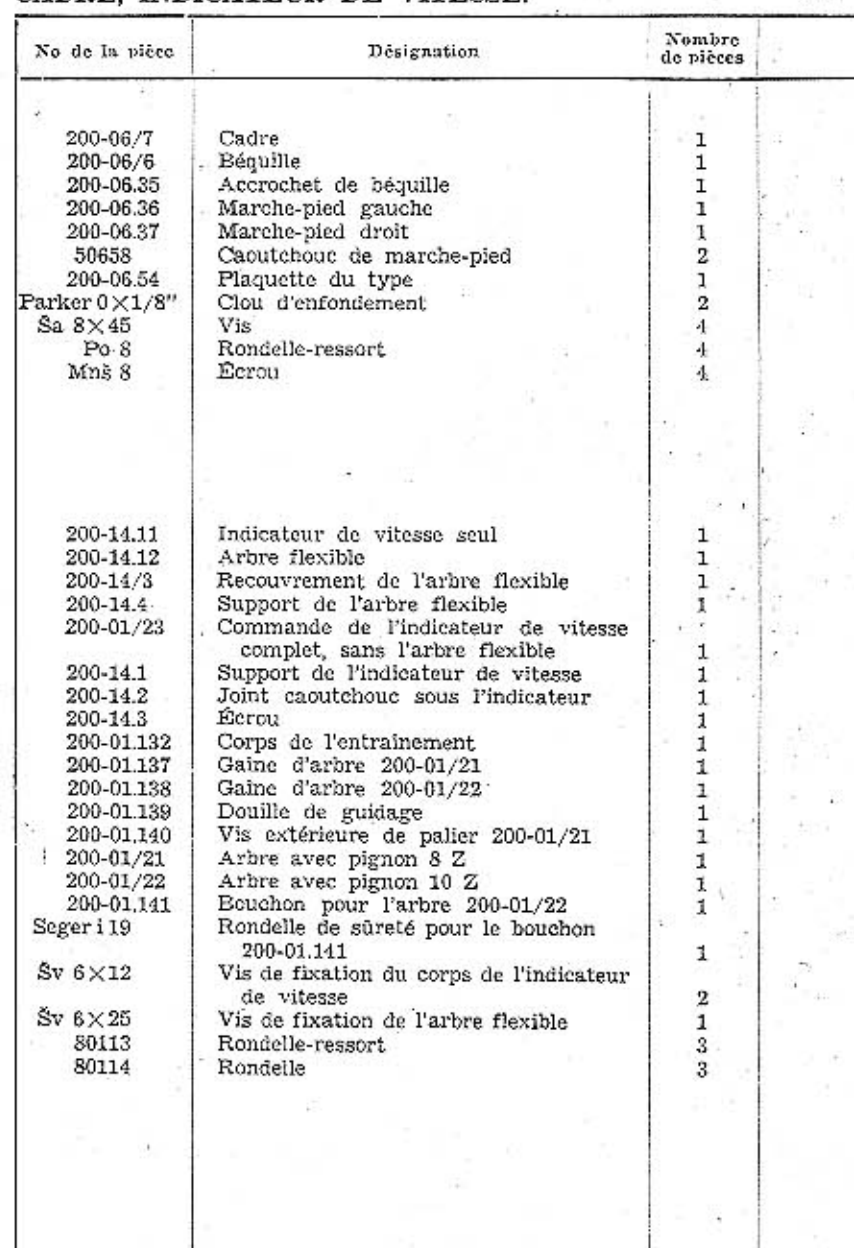 CADRE, INDICATEUR DE VITESSE.
No de la pièce Désignation Nombre de pièces
200-06/7 Cadre 1
200-06/6 Béquille 1
200-06.35 Accrochet de béquille 1
200-06.36 Marche-pied gauche 1
200-06.37 Marche-pied droit 1
50658 Caoutchouc de marche-pied 2
200-06.54 Plaquette du type 1
Parker 0×1/8" Clou d'enfondement 2
Ša 8×45 Vis 4
Po 8 Rondelle-ressort 4
Mnš 8 Écrou 4
200-14.11 Indicateur de vitesse seul 1
200-14.12 Arbre flexible 1
200-14/3 Recouvrement de l'arbre flexible 1
200-14.4 Support de l'arbre flexible 1
200-01/23 Commande de l'indicateur de vitesse
complet, sans l'arbre flexible 1
200-14.1 Support de l'indicateur de vitesse 1
200-14.2 Joint caoutchouc sous l'indicateur 1
200-14.3 Écrou 1
200-01.132 Corps de l'entraînement 1
200-01.137 Gaine d'arbre 200-01/21 1
200-01.138 Gaine d'arbre 200-01/22 1
200-01.139 Douille de guidage 1
200-01.140 Vis extérieure de palier 200-01/21 1
200-01/21 Arbre avec pignon 8 Z 1
200-01/22 Arbre avec pignon 10 Z 1
200-01.141 Bouchon pour l'arbre 200-01/22 1
Seger i 19 Rondelle de sûreté pour le bouchon
200-01.141 1
Šv 6×12 Vis de fixation du corps de l'indicateur
de vitesse 2
Šv 6×25 Vis de fixation de l'arbre flexible 1
80113 Rondelle-ressort 3
80114 Rondelle 3